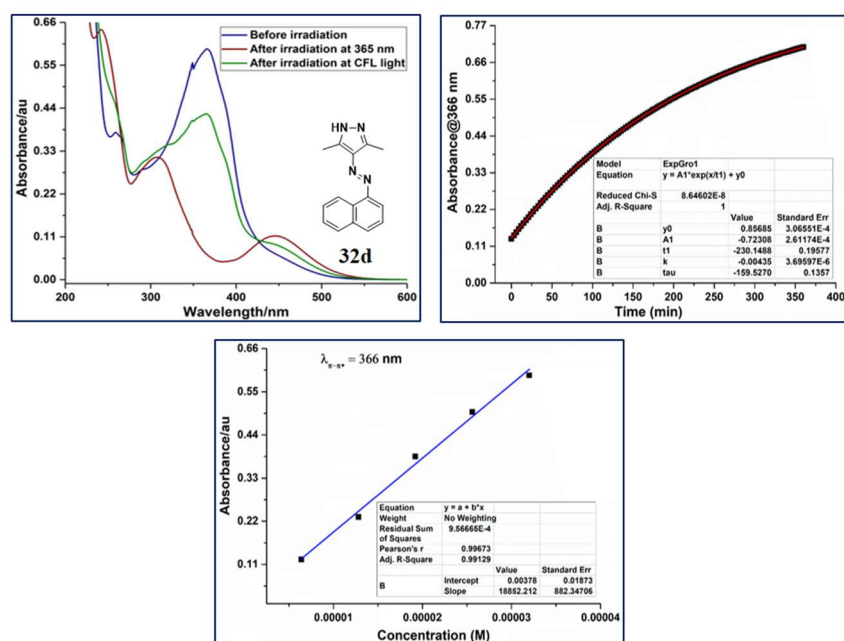 Absorbance/au
0.66
0.55
0.44
0.33
0.22
0.11
0.00
Before irradiation
After irradiation at 365 nm
After irradiation at CFL light
HN
N
N
N
32d
200
300
400
500
600
Wavelength/nm
Absorbance@366 nm
0.77
0.66
0.55
0.44
0.33
0.22
0.11
0.00
Model ExpGro1
Equation y = A1*exp(x/t1) + y0
Reduced Chi-S 8.64602E-8
Adj. R-Square 1
Value Standard Err
B y0 0.85685 3.06551E-4
B A1 -0.72308 2.61174E-4
B t1 -230.1488 0.19577
B k -0.00435 3.69597E-6
B tau -159.5270 0.1357
0 50 100 150 200 250 300 350 400
Time (min)
Absorbance/au
0.66
0.55
0.44
0.33
0.22
0.11
λπ-π* = 366 nm
Equation y = a + b*x
Weight No Weighting
Residual Sum of Squares 9.56665E-4
Pearson's r 0.99673
Adj. R-Square 0.99129
Value Standard Err
B Intercept 0.00378 0.01873
Slope 18852.212 882.34706
0.00001 0.00002 0.00003 0.00004
Concentration (M)